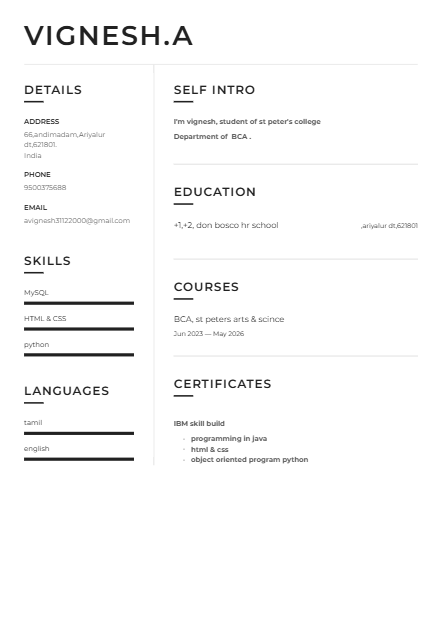 VIGNESH.A
DETAILS
ADDRESS
66,andimadam,Ariyalur
dt,621801.
India
PHONE
9500375688
EMAIL
avignesh31122000@gmail.com
SKILLS
MySQL
HTML & CSS
python
LANGUAGES
tamil
english
SELF INTRO
I'm vignesh, student of st peter's college
Department of BCA .
EDUCATION
+1,+2, don bosco hr school ,ariyalur dt,621801
COURSES
BCA, st peters arts & scince
Jun 2023 — May 2026
CERTIFICATES
IBM skill build
· programming in java
· html & css
· object oriented program python